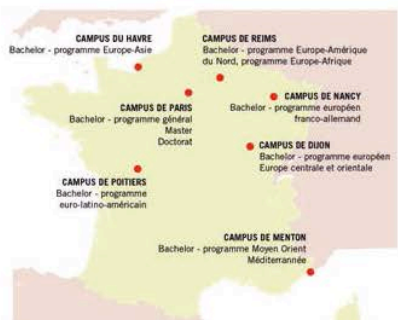 CAMPUS DU HAVRE
Bachelor - programme Europe-Asie
CAMPUS DE REIMS
Bachelor - programme Europe-Amérique
du Nord, programme Europe-Afrique
CAMPUS DE PARIS
Bachelor - programme général
Master
Doctorat
CAMPUS DE NANCY
Bachelor - programme européen
franco-allemand
CAMPUS DE DIJON
Bachelor - programme européen
Europe centrale et orientale
CAMPUS DE POITIERS
Bachelor - programme
euro-latino-américain
CAMPUS DE MENTON
Bachelor - programme Moyen Orient
Méditerrannée